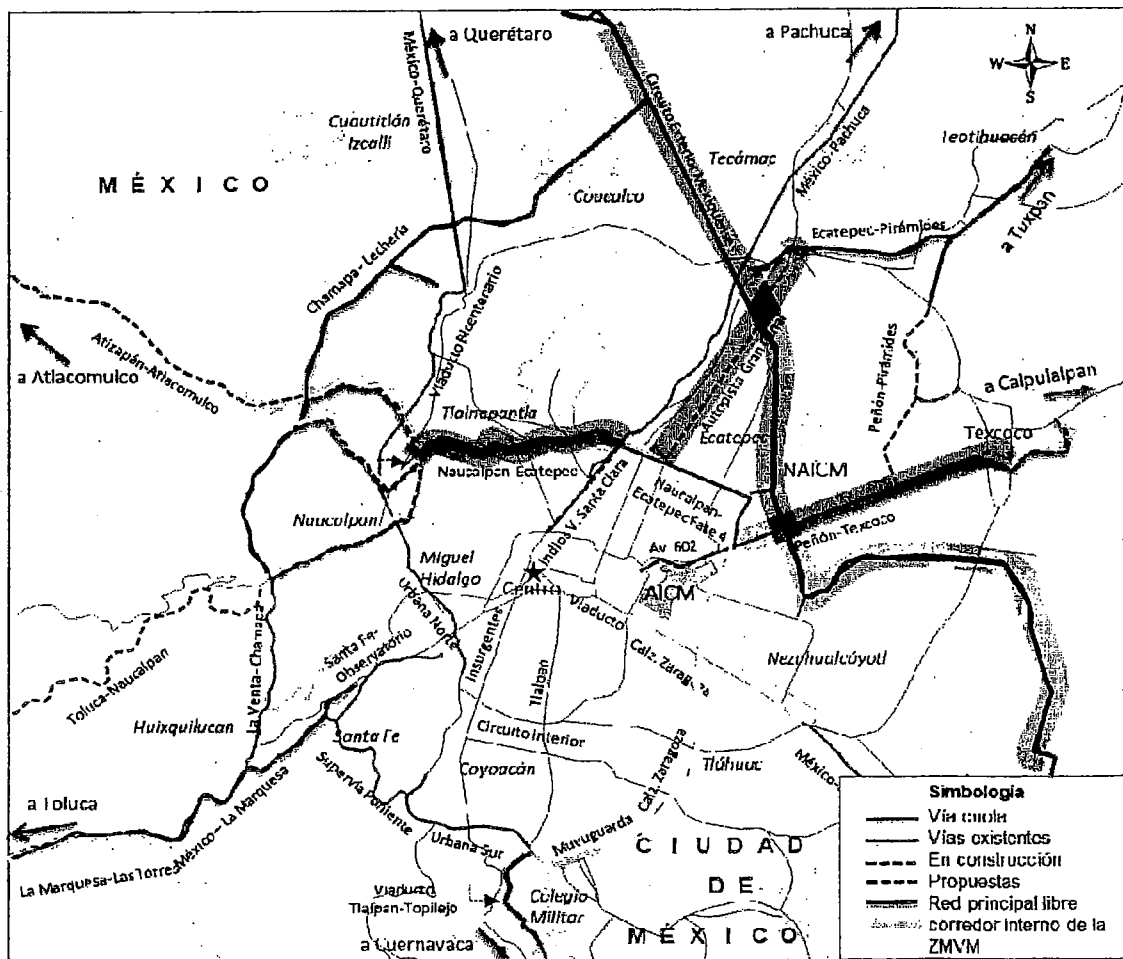 a Querétaro
a Pachuca
N
W E
S
México-Querétaro
Cuautitlán
Izcalli
Circuito Exterior Mexiquense
Tecámac
México-Pachuca
Teotihuacán
MÉXICO
Coacalco
Ecatepec-Pirámides
a Tuxpan
Chamapa-Lechería
Viaducto Bicentenario
Atizapán-Atlacomulco
a Atlacomulco
Autopista Gran
Peñón-Pirámides
a Calpulalpan
Tlalnepantla
Ecatepec
Texcoco
Naucalpan Ecatepec
NAICM
Indios V. Santa Clara
Naucalpan-
Ecatepec Fase 4
Naucalpan
Peñón-Texcoco
Av 602
Miguel
Hidalgo
Centro
AICM
Urbana Norte
Insurgentes
Viaducto
Calz. Zaragoza
Nezahualcóyotl
Toluca-Naucalpan
La Venta-Chamapa
Santa Fe-
Observatorio
Tlalpan
Huixquilucan
Santa Fe
Circuito Interior
Coyoacán
Calz. Zaragoza
Tláhuac
México-
a Toluca
Supervía Poniente
México – La Marquesa
La Marquesa-Las Torres
Urbana Sur
Muyuguarda
CIUDAD
DE
MÉXICO
Viaducto
Tlalpan-Topilejo
Colegio
Militar
a Cuernavaca
Simbología
Vía cuota
Vías existentes
En construcción
Propuestas
Red principal libre
corredor interno de la
ZMVM